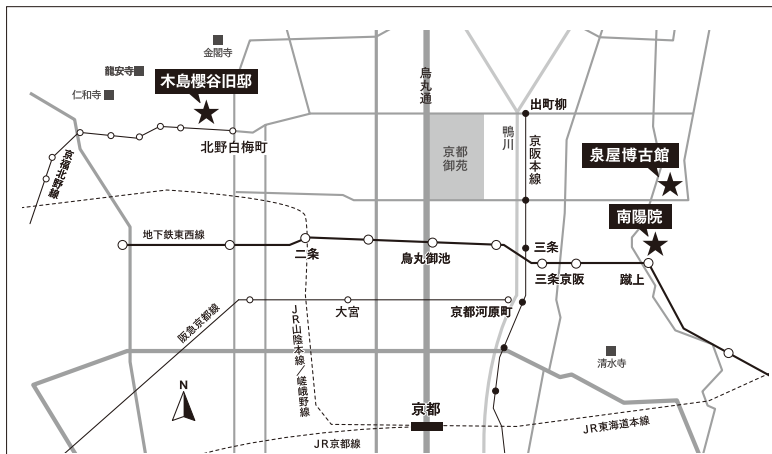 金閣寺
龍安寺
仁和寺
木島櫻谷旧邸
北野白梅町
京福北野線
烏丸通
京都
御苑
鴨川
出町柳
京阪本線
泉屋博古館
南陽院
地下鉄東西線
二条
烏丸御池
三条
三条京阪
蹴上
阪急京都線
大宮
京都河原町
JR山陰本線/嵯峨野線
清水寺
N
京都
JR京都線
JR東海道本線